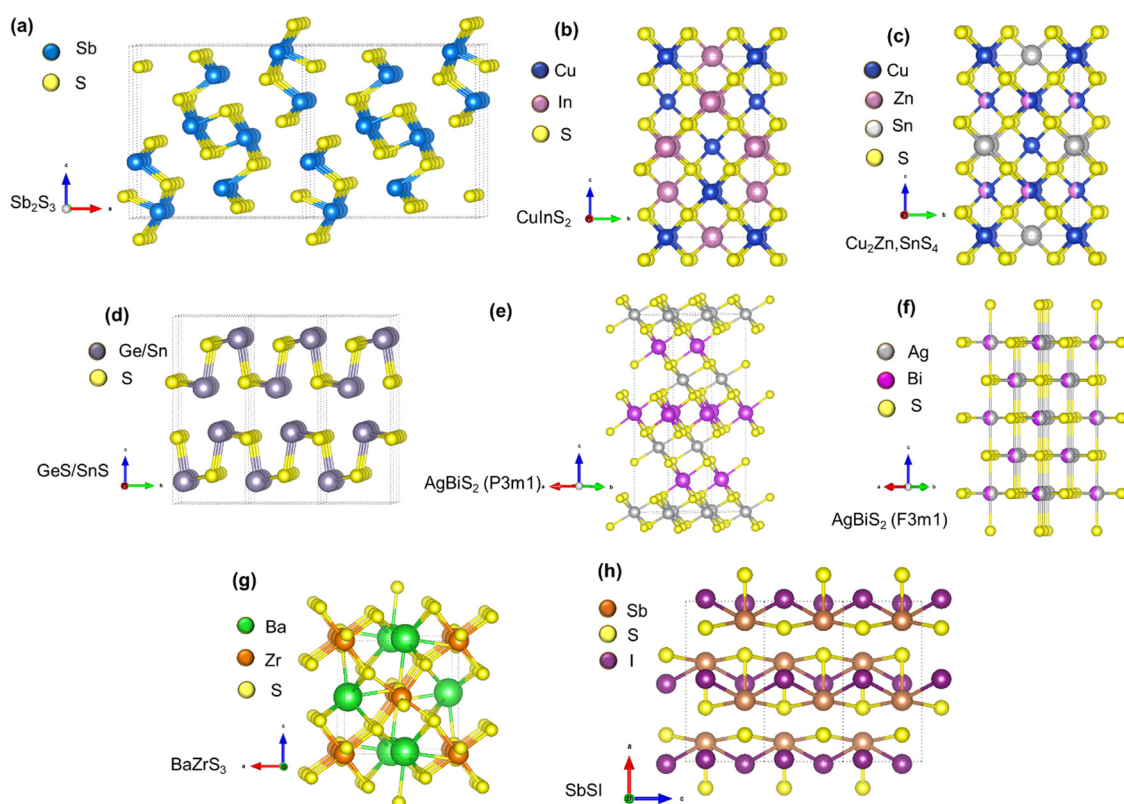 (a)
Sb
S
c
a
Sb₂S₃
(b)
Cu
In
S
c
b
CuInS₂
(c)
Cu
Zn
Sn
S
c
b
Cu₂Zn,SnS₄
(d)
Ge/Sn
S
c
b
GeS/SnS
(e)
c
AgBiS₂ (P3m1)
a
b
(f)
Ag
Bi
S
c
a
b
AgBiS₂ (F3m1)
(g)
Ba
Zr
S
c
a
BaZrS₃
(h)
Sb
S
I
a
c
SbSI